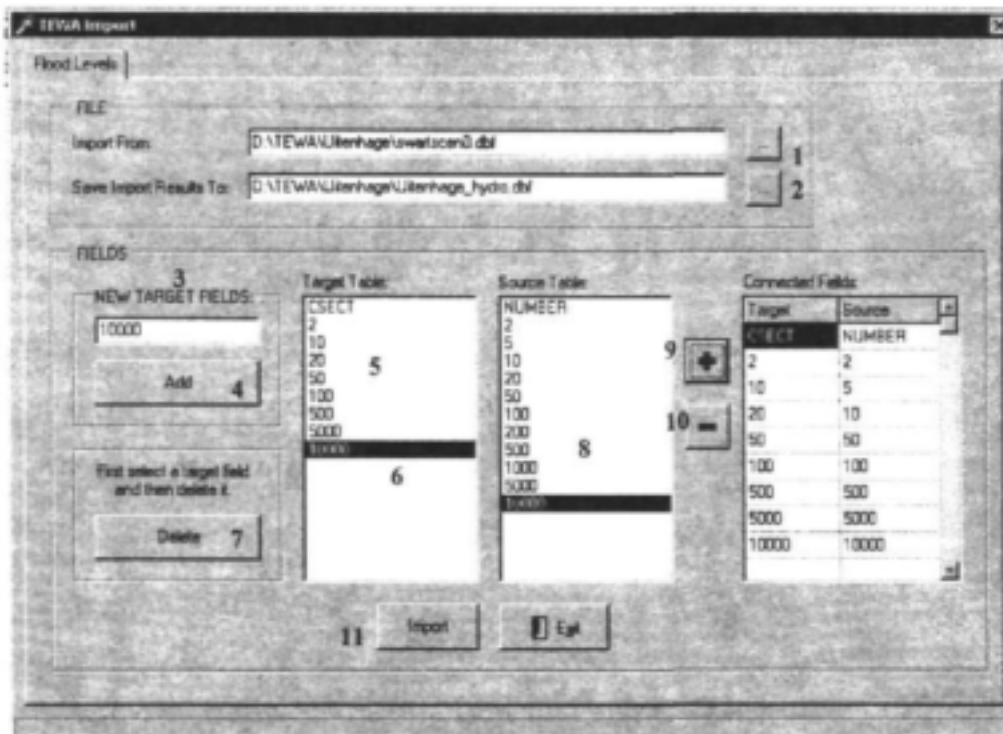 TEWA Import
Flood Levels
FILE
Import From:
D:\TEWA\Uitenhage\swartscen0.dbf
... 1
Save Import Results To:
D:\TEWA\Uitenhage\Uitenhage_hydro.dbf
... 2
FIELDS
3
NEW TARGET FIELDS:
10000
Add 4
First select a target field
and then delete it.
Delete 7
Target Table:
CSECT
2
10
20
50
100
500
5000
10000
5
6
Source Table:
NUMBER
2
5
10
20
50
100
200
500
1000
5000
10000
8
9 +
10 -
Connected Fields:
Target Source
CSECT NUMBER
2 2
10 5
20 10
50 50
100 100
500 500
5000 5000
10000 10000
11 Import
Exit